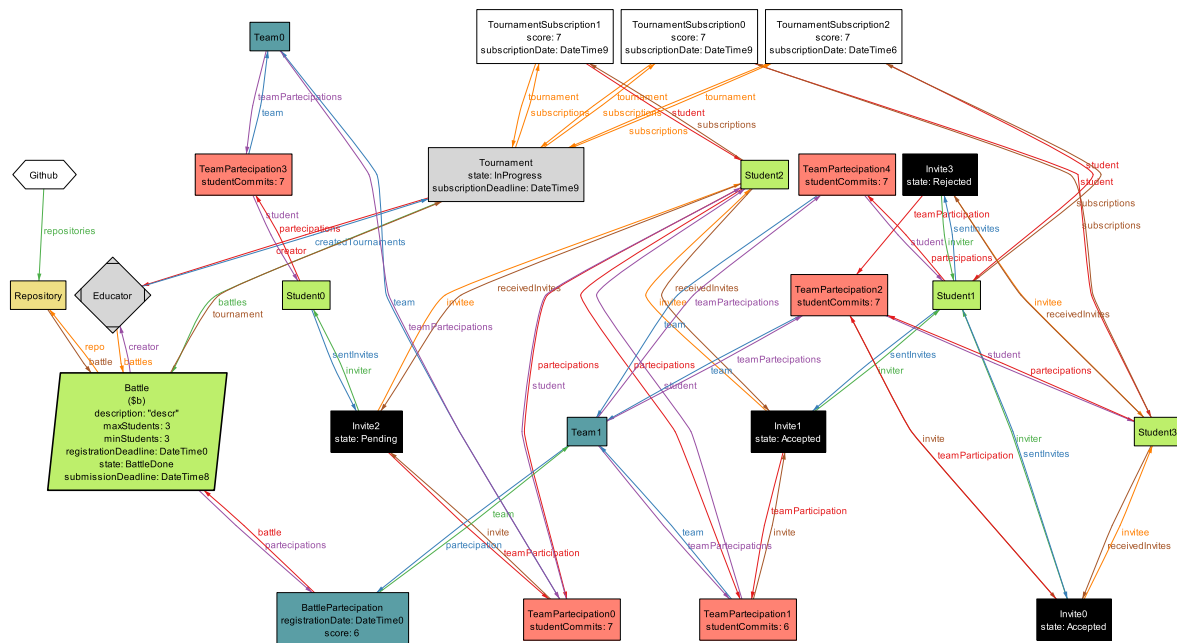 TournamentSubscription1
score: 7
subscriptionDate: DateTime9
TournamentSubscription0
score: 7
subscriptionDate: DateTime9
TournamentSubscription2
score: 7
subscriptionDate: DateTime6
Team0
teamPartecipations
team
tournament
subscriptions
student
tournament
subscriptions
tournament
subscriptions
subscriptions
Github
TeamPartecipation3
studentCommits: 7
Tournament
state: InProgress
subscriptionDeadline: DateTime9
Student2
TeamPartecipation4
studentCommits: 7
Invite3
state: Rejected
student
student
subscriptions
subscriptions
repositories
student
partecipations
createdTournaments
creator
teamParticipation
sentInvites
student
inviter
partecipations
Repository
Educator
Student0
battles
tournament
invitee
receivedInvites
invitee
receivedInvites
teamPartecipations
team
TeamPartecipation2
studentCommits: 7
Student1
invitee
receivedInvites
team
teamPartecipations
repo
battle
creator
battles
sentInvites
inviter
partecipations
student
partecipations
student
teamPartecipations
team
sentInvites
inviter
student
partecipations
Battle
($b)
description: "descr"
maxStudents: 3
minStudents: 3
registrationDeadline: DateTime0
state: BattleDone
submissionDeadline: DateTime8
Invite2
state: Pending
Team1
Invite1
state: Accepted
Student3
invite
teamParticipation
inviter
sentInvites
battle
partecipations
team
partecipation
invite
teamParticipation
team
teamPartecipations
teamParticipation
invite
invitee
receivedInvites
BattlePartecipation
registrationDate: DateTime0
score: 6
TeamPartecipation0
studentCommits: 7
TeamPartecipation1
studentCommits: 6
Invite0
state: Accepted